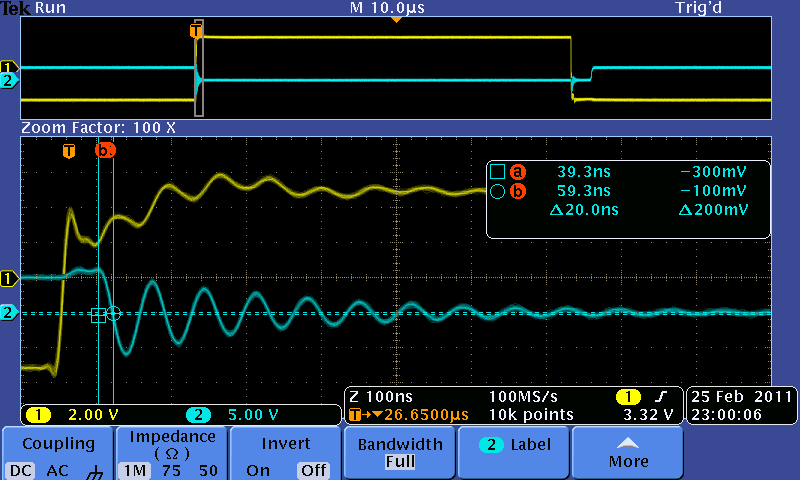 Tek Run M 10.0µs Trig'd
T
1
2
Zoom Factor: 100 X
T b
a 39.3ns −300mV
b 59.3ns −100mV
Δ20.0ns Δ200mV
1
2
1 2.00 V 2 5.00 V
Z 100ns 100MS/s 1 ʃ
T→▼26.6500µs 10k points 3.32 V
25 Feb 2011
23:00:06
Coupling
DC AC
Impedance
(Ω)
1M 75 50
Invert
On Off
Bandwidth
Full
2 Label
More